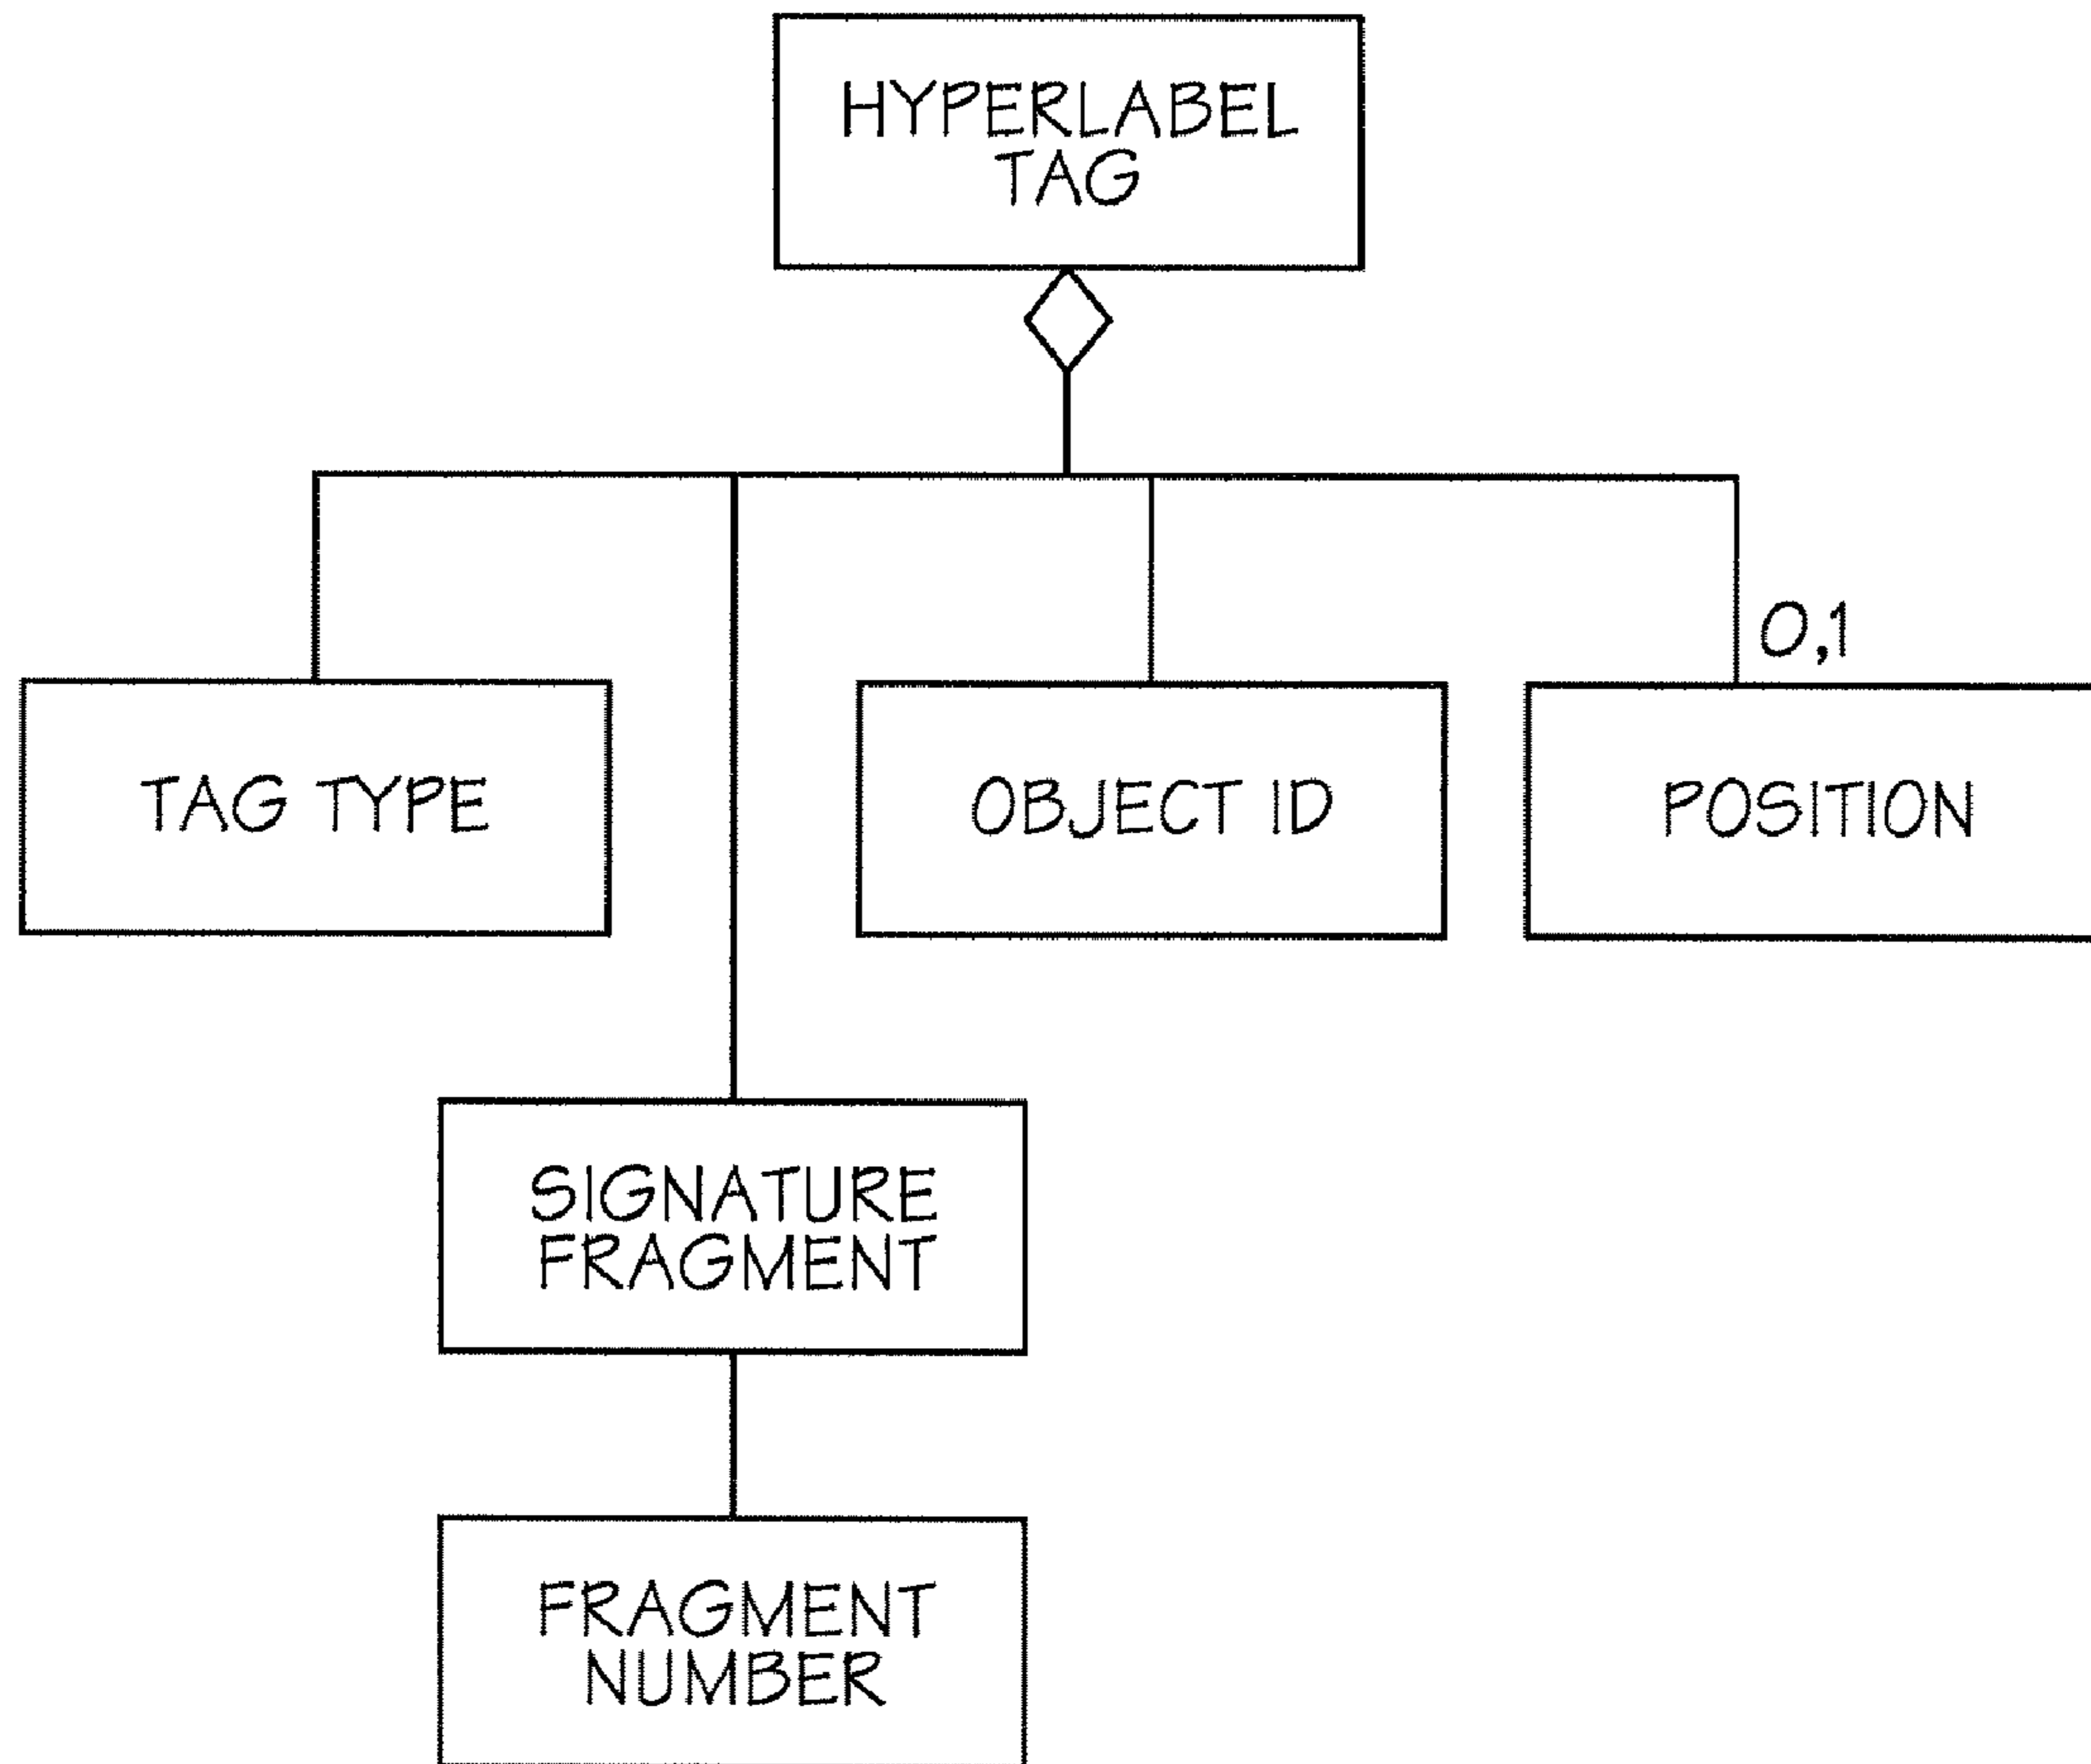 HYPERLABEL
TAG
0,1
TAG TYPE
OBJECT ID
POSITION
SIGNATURE
FRAGMENT
FRAGMENT
NUMBER